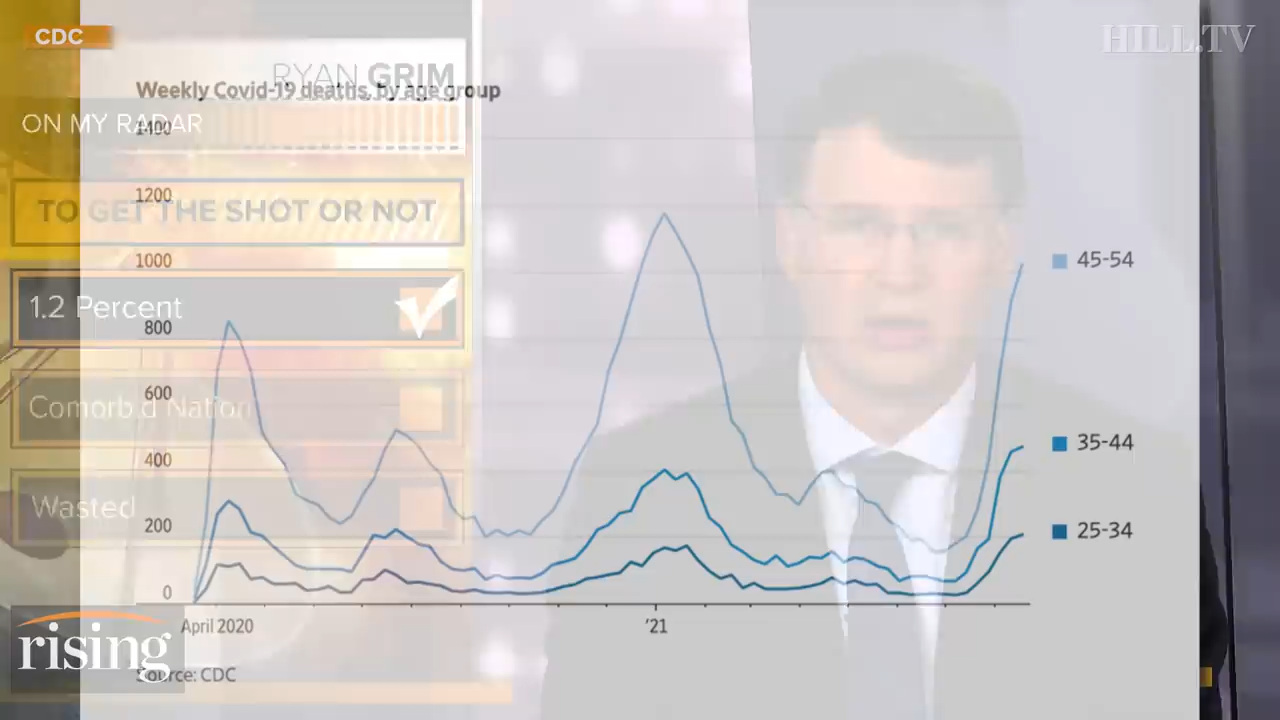 CDC
HILL.TV
RYAN GRIM
Weekly Covid-19 deaths, by age group
ON MY RADAR
1400
1200
TO GET THE SHOT OR NOT
1000
45-54
1.2 Percent
800
600
Comorbid Nation
35-44
400
Wasted
200
25-34
0
April 2020
'21
rising
Source: CDC